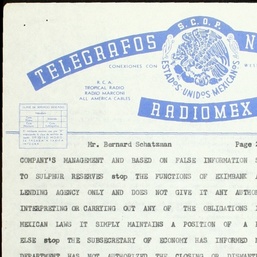 TELEGRAFOS N
S.C.O.P.
CONEXIONES CON
ESTADOS UNIDOS MEXICANOS
R.C.A.
TROPICAL RADIO
RADIO MARCONI
ALL AMERICA CABLES
RADIOMEX
Mr. Bernard Schatzman Page 2
COMPANY'S MANAGEMENT AND BASED ON FALSE INFORMATION
TO SULPHUR RESERVES stop THE FUNCTIONS OF EXIMBANK
LENDING AGENCY ONLY AND DOES NOT GIVE IT ANY
INTERPRETING OR CARRYING OUT ANY OF THE OBLIGATIONS
MEXICAN LAWS IT SIMPLY MAINTAINS A POSITION OF A
ELSE stop THE SUBSECRETARY OF ECONOMY HAS INFORMED
DEPARTMENT HAS NOT AUTHORIZED THE CLOSING OR